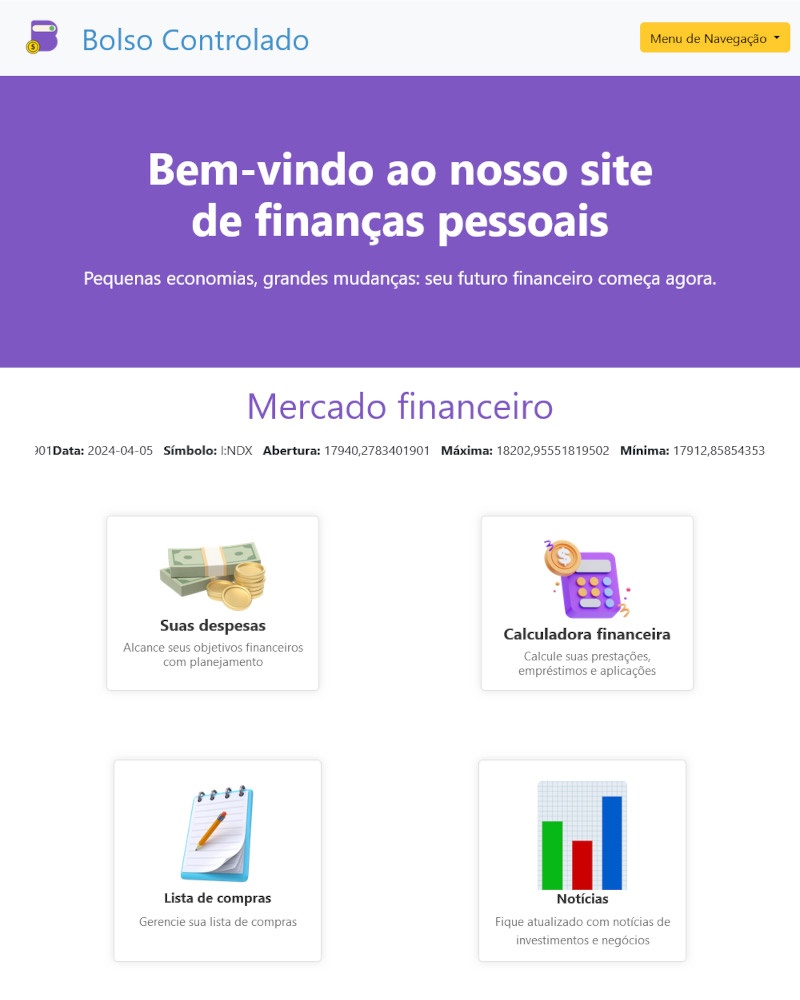 Bolso Controlado
Menu de Navegação
Bem-vindo ao nosso site
de finanças pessoais
Pequenas economias, grandes mudanças: seu futuro financeiro começa agora.
Mercado financeiro
901Data: 2024-04-05 Símbolo: I:NDX Abertura: 17940,2783401901 Máxima: 18202,95551819502 Mínima: 17912,85854353
Suas despesas
Alcance seus objetivos financeiros
com planejamento
Calculadora financeira
Calcule suas prestações,
empréstimos e aplicações
Lista de compras
Gerencie sua lista de compras
Notícias
Fique atualizado com notícias de
investimentos e negócios